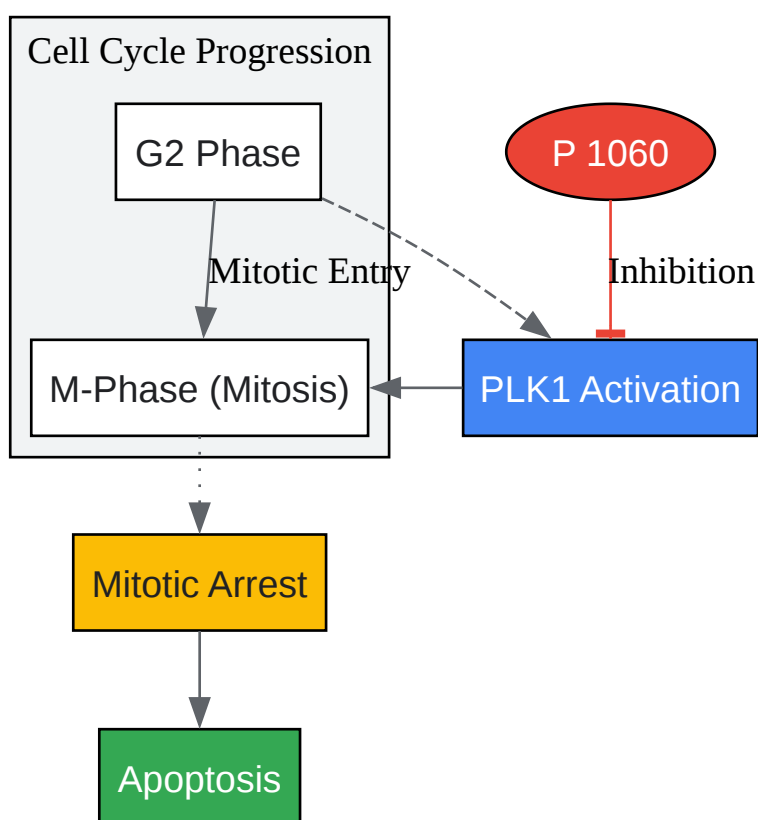 Cell Cycle Progression
G2 Phase
P 1060
Mitotic Entry
Inhibition
M-Phase (Mitosis)
PLK1 Activation
Mitotic Arrest
Apoptosis